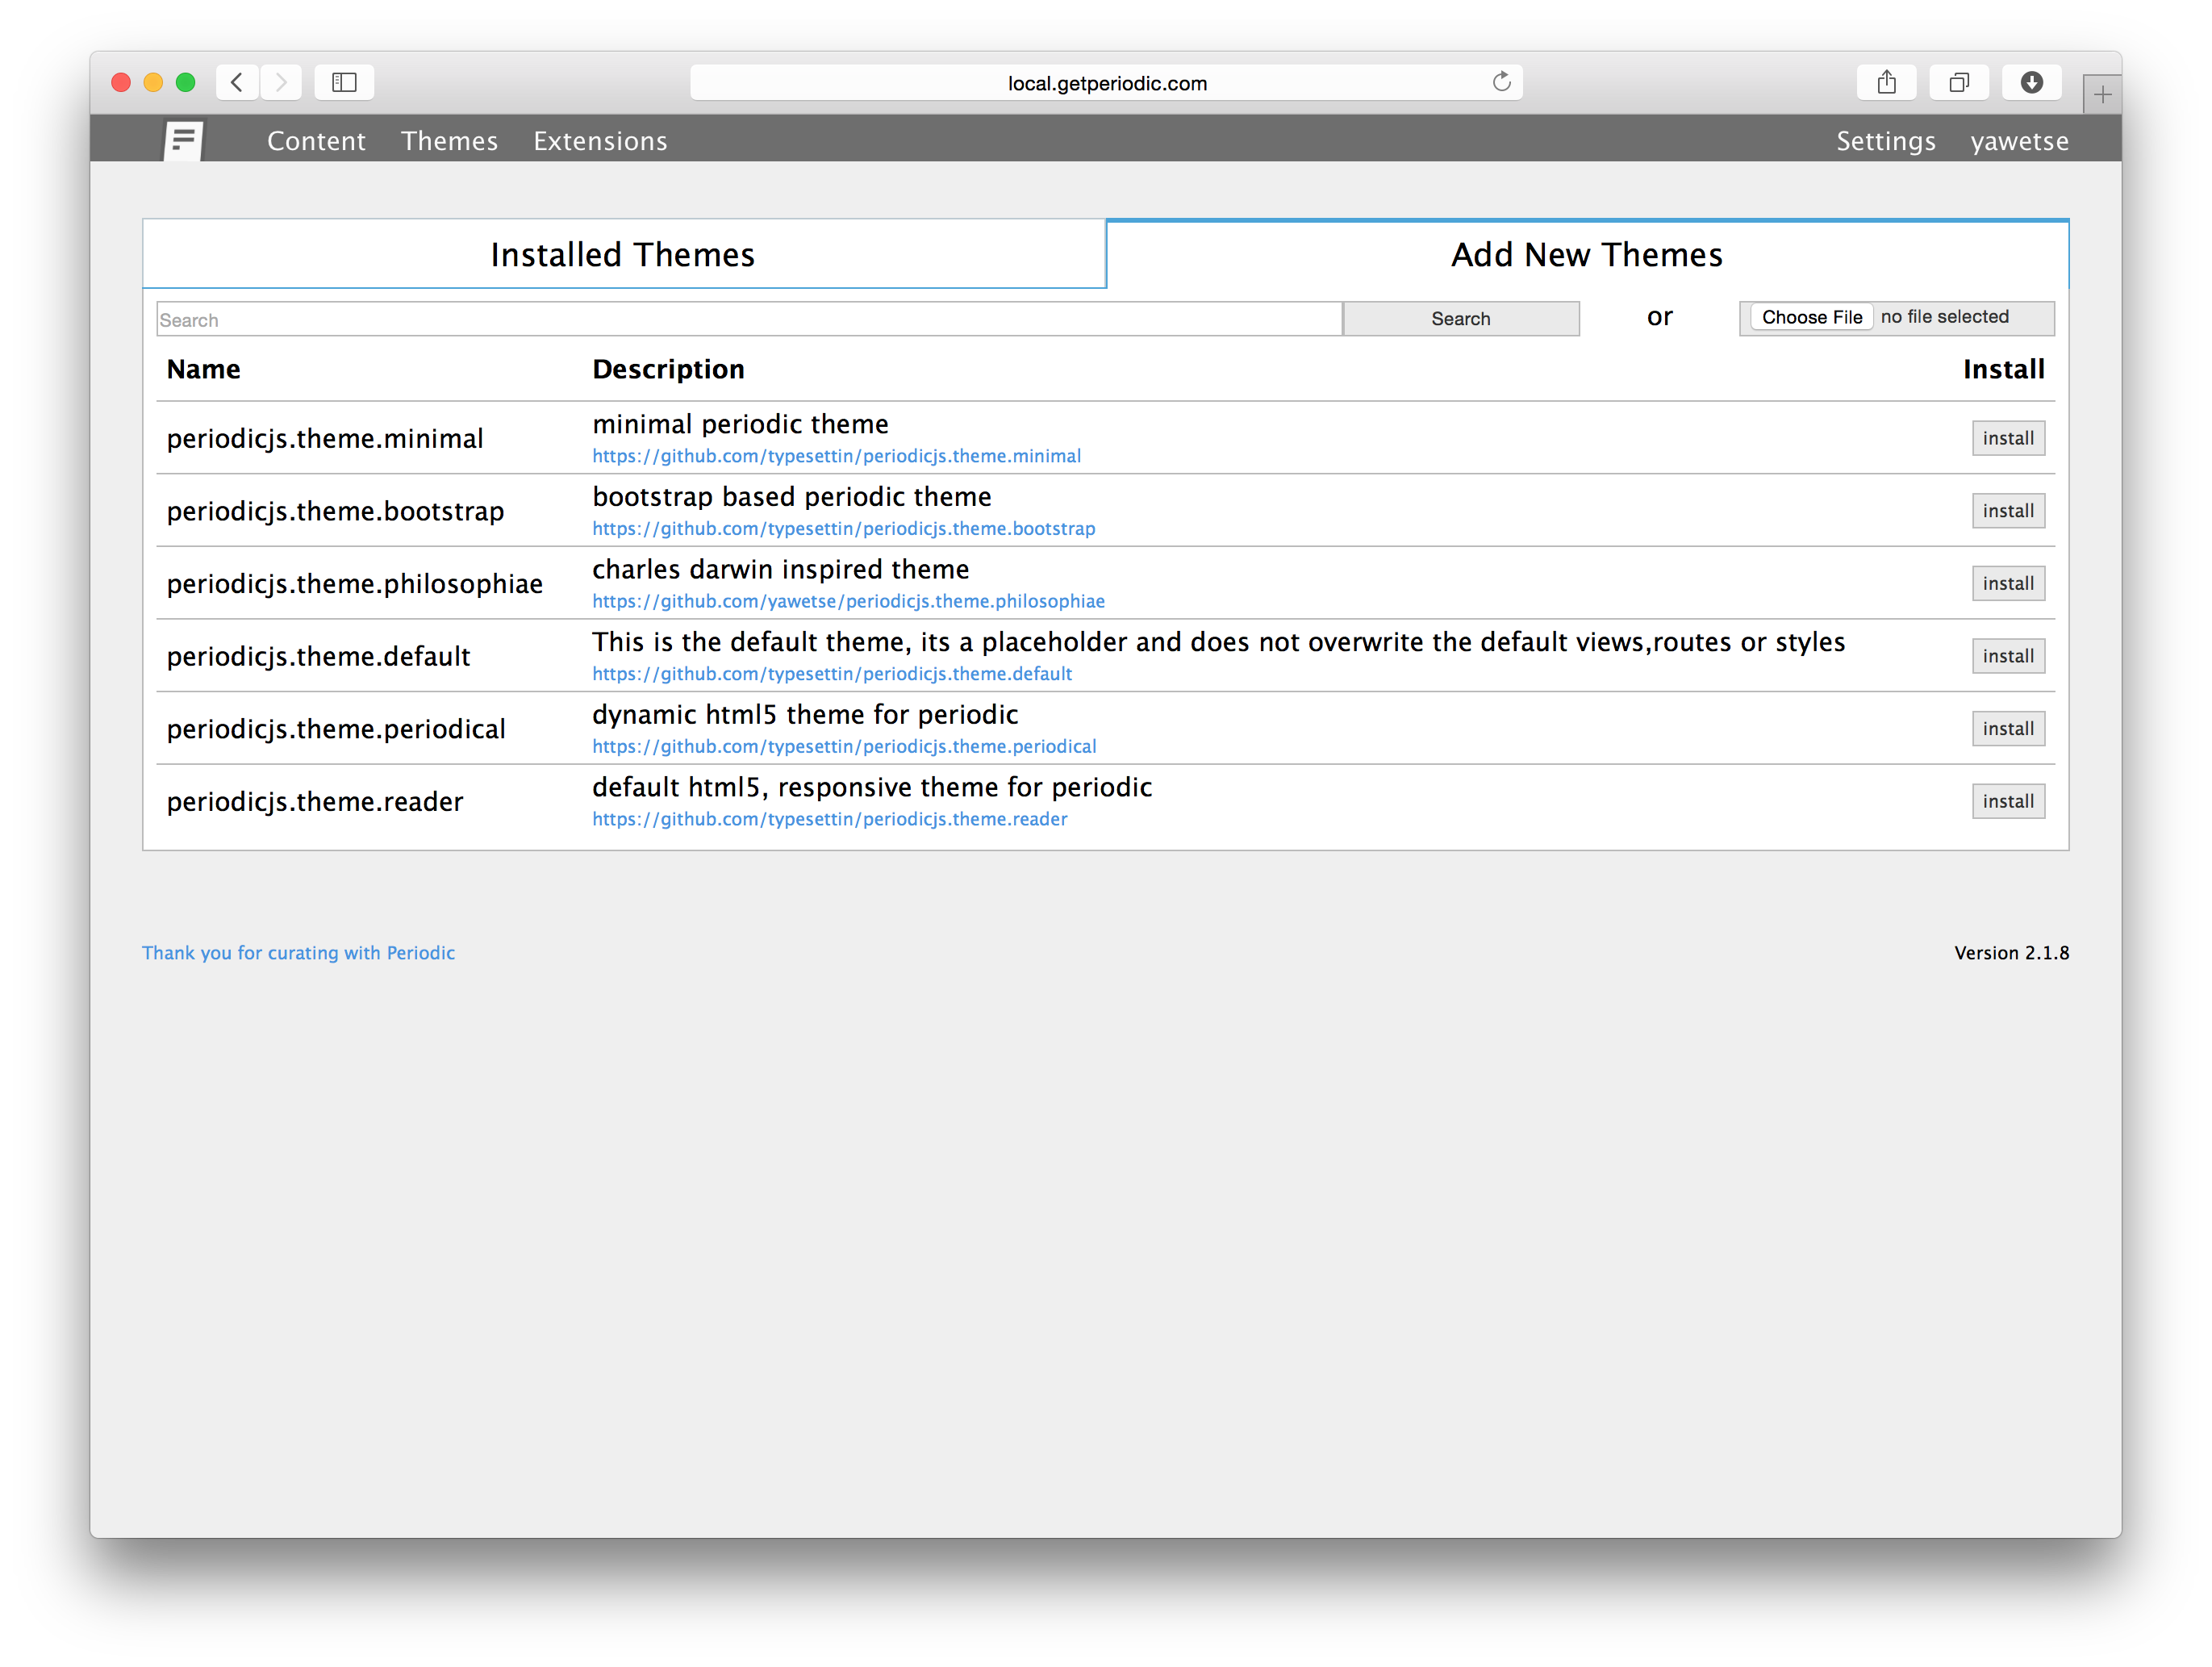 local.getperiodic.com
Content Themes Extensions Settings yawetse
Installed Themes Add New Themes
Search Search or Choose File no file selected
Name Description Install
periodicjs.theme.minimal minimal periodic theme install
https://github.com/typesettin/periodicjs.theme.minimal
periodicjs.theme.bootstrap bootstrap based periodic theme install
https://github.com/typesettin/periodicjs.theme.bootstrap
periodicjs.theme.philosophiae charles darwin inspired theme install
https://github.com/yawetse/periodicjs.theme.philosophiae
periodicjs.theme.default This is the default theme, its a placeholder and does not overwrite the default views,routes or styles install
https://github.com/typesettin/periodicjs.theme.default
periodicjs.theme.periodical dynamic html5 theme for periodic install
https://github.com/typesettin/periodicjs.theme.periodical
periodicjs.theme.reader default html5, responsive theme for periodic install
https://github.com/typesettin/periodicjs.theme.reader
Thank you for curating with Periodic Version 2.1.8